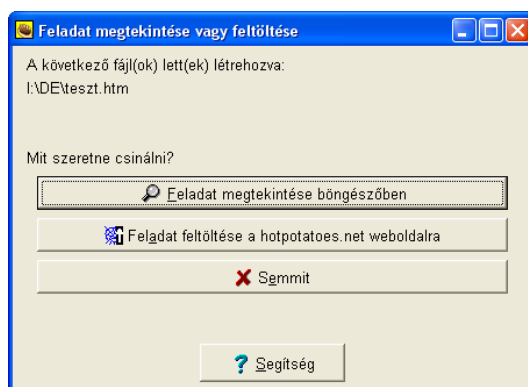 Feladat megtekintése vagy feltöltése
A következő fájl(ok) lett(ek) létrehozva:
I:\DE\teszt.htm
Mit szeretne csinálni?
Feladat megtekintése böngészőben
Feladat feltöltése a hotpotatoes.net weboldalra
Semmit
Segítség